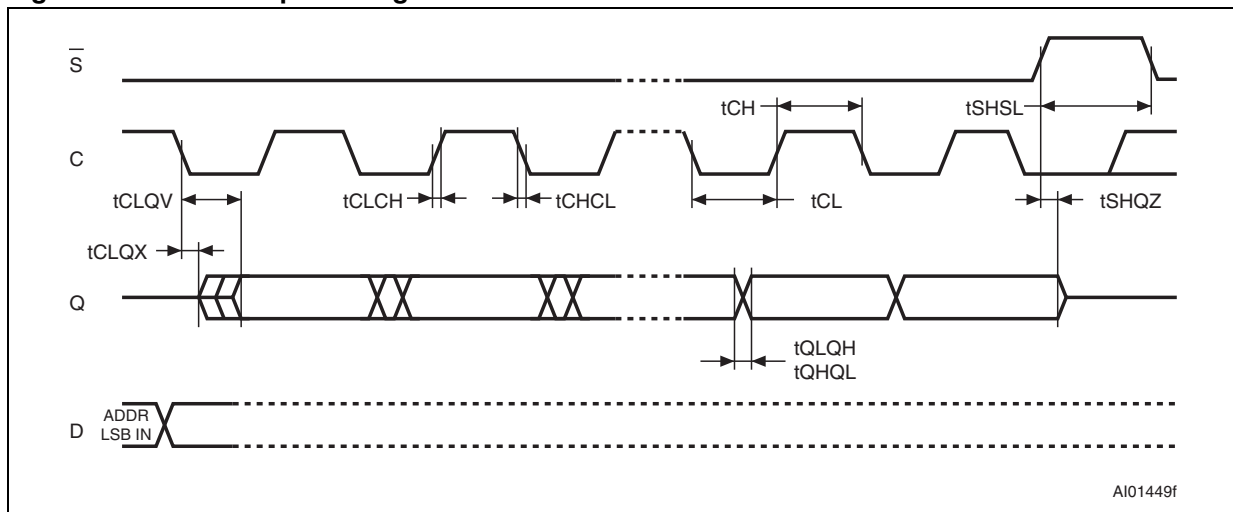 S
tCH
tSHSL
C
tCLQV
tCLCH
tCHCL
tCL
tSHQZ
tCLQX
Q
tQLQH
tQHQL
ADDR
D
LSB IN
AI01449f